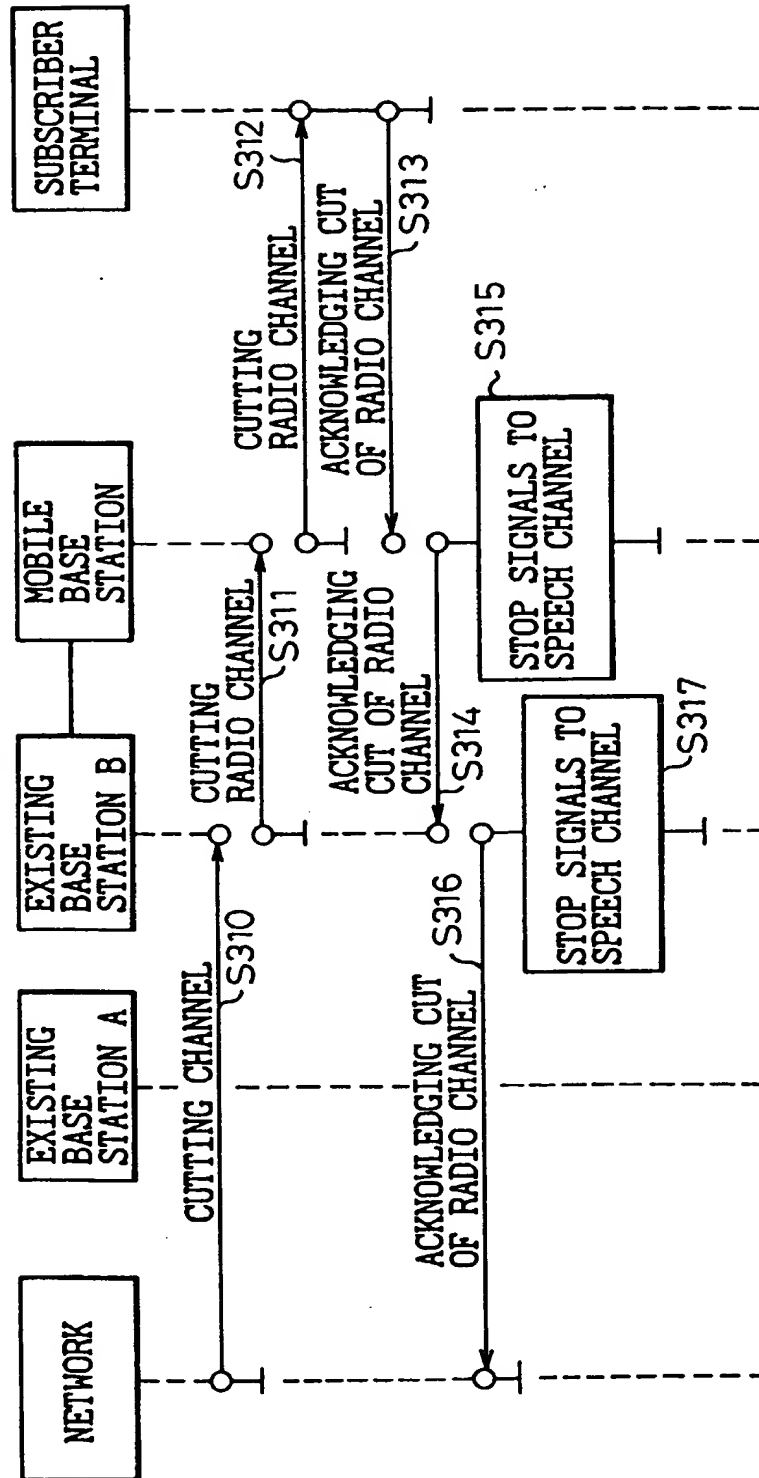 NETWORK
EXISTING
BASE
STATION A
EXISTING
BASE
STATION B
MOBILE
BASE
STATION
SUBSCRIBER
TERMINAL
CUTTING CHANNEL
S310
CUTTING
RADIO CHANNEL
S311
CUTTING
RADIO CHANNEL
S312
ACKNOWLEDGING CUT
OF RADIO CHANNEL
S313
ACKNOWLEDGING
CUT OF RADIO
CHANNEL
S314
STOP SIGNALS TO
SPEECH CHANNEL
S315
ACKNOWLEDGING CUT
OF RADIO CHANNEL
S316
STOP SIGNALS TO
SPEECH CHANNEL
S317